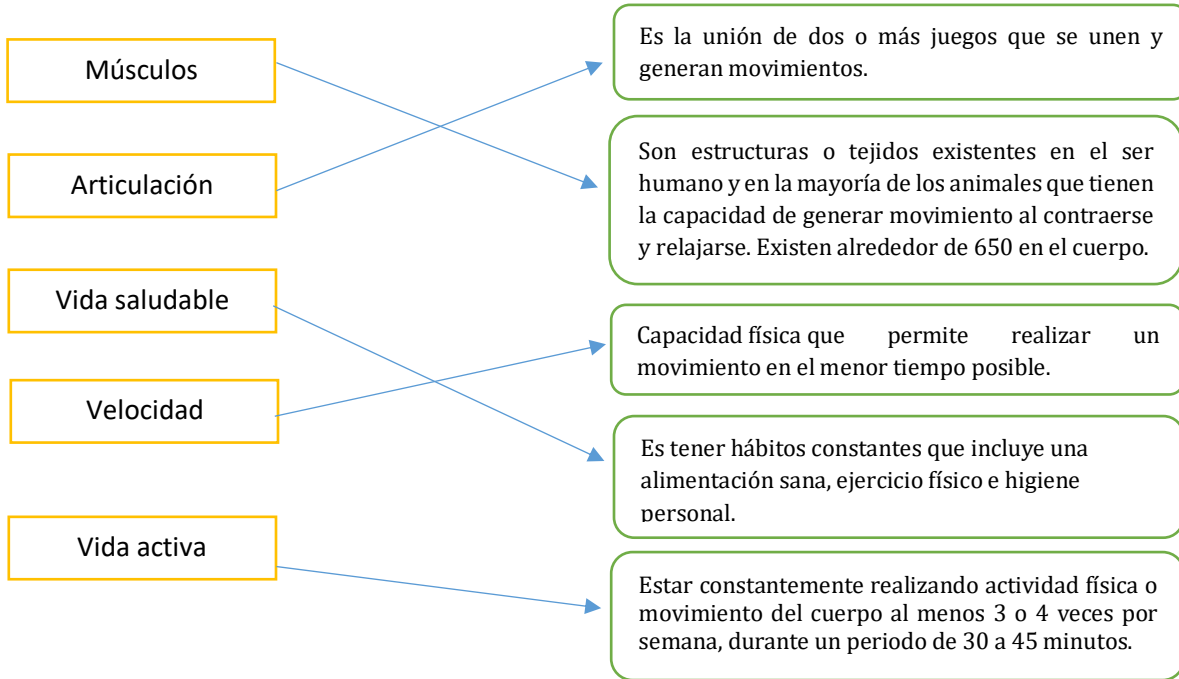 Músculos
Es la unión de dos o más juegos que se unen y
generan movimientos.
Articulación
Son estructuras o tejidos existentes en el ser
humano y en la mayoría de los animales que tienen
la capacidad de generar movimiento al contraerse
y relajarse. Existen alrededor de 650 en el cuerpo.
Vida saludable
Capacidad física que permite realizar un
movimiento en el menor tiempo posible.
Velocidad
Es tener hábitos constantes que incluye una
alimentación sana, ejercicio físico e higiene
personal.
Vida activa
Estar constantemente realizando actividad física o
movimiento del cuerpo al menos 3 o 4 veces por
semana, durante un periodo de 30 a 45 minutos.